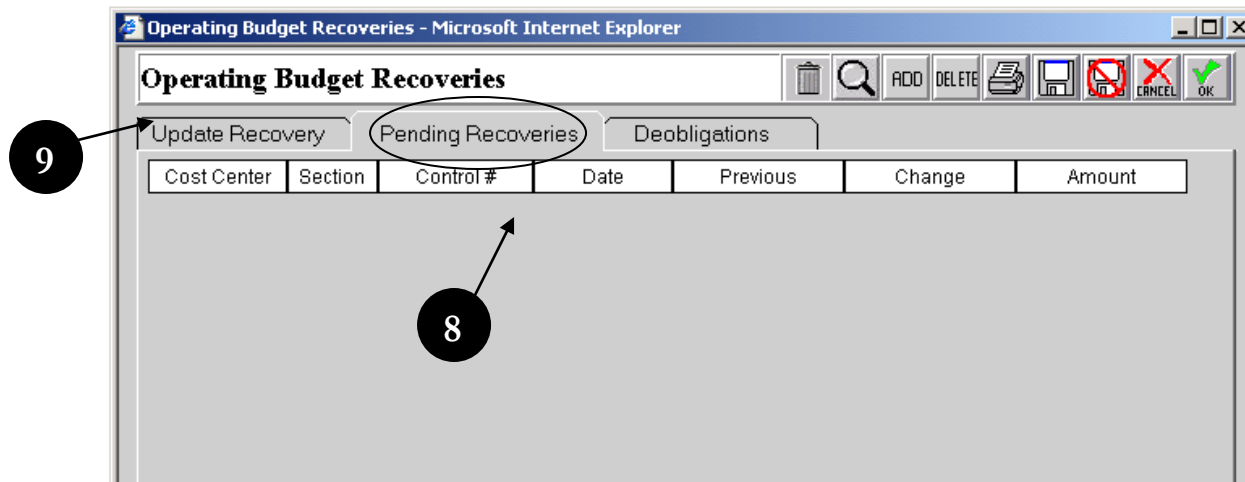 Operating Budget Recoveries - Microsoft Internet Explorer
Operating Budget Recoveries ADD DELETE CANCEL OK
Update Recovery Pending Recoveries Deobligations
9
Cost Center Section Control # Date Previous Change Amount
8